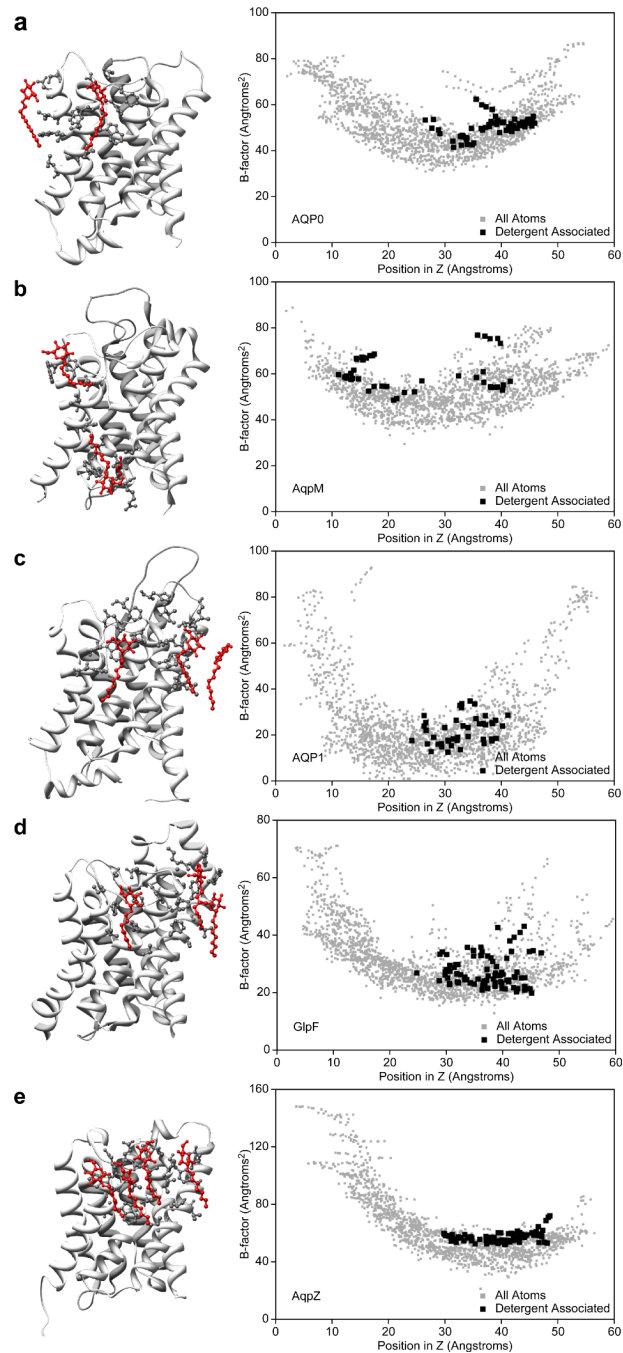 a
B-factor (Angtroms²)
100
80
60
40
20
0
AQP0
All Atoms
Detergent Associated
0 10 20 30 40 50 60
Position in Z (Angstroms)
b
B-factor (Angtroms²)
100
80
60
40
20
0
AqpM
All Atoms
Detergent Associated
0 10 20 30 40 50 60
Position in Z (Angstroms)
c
B-factor (Angtroms²)
100
80
60
40
20
0
AQP1
All Atoms
Detergent Associated
0 10 20 30 40 50 60
Position in Z (Angstroms)
d
B-factor (Angtroms²)
80
60
40
20
0
GlpF
All Atoms
Detergent Associated
0 10 20 30 40 50 60
Position in Z (Angstroms)
e
B-factor (Angtroms²)
160
120
80
40
0
AqpZ
All Atoms
Detergent Associated
0 10 20 30 40 50 60
Position in Z (Angstroms)